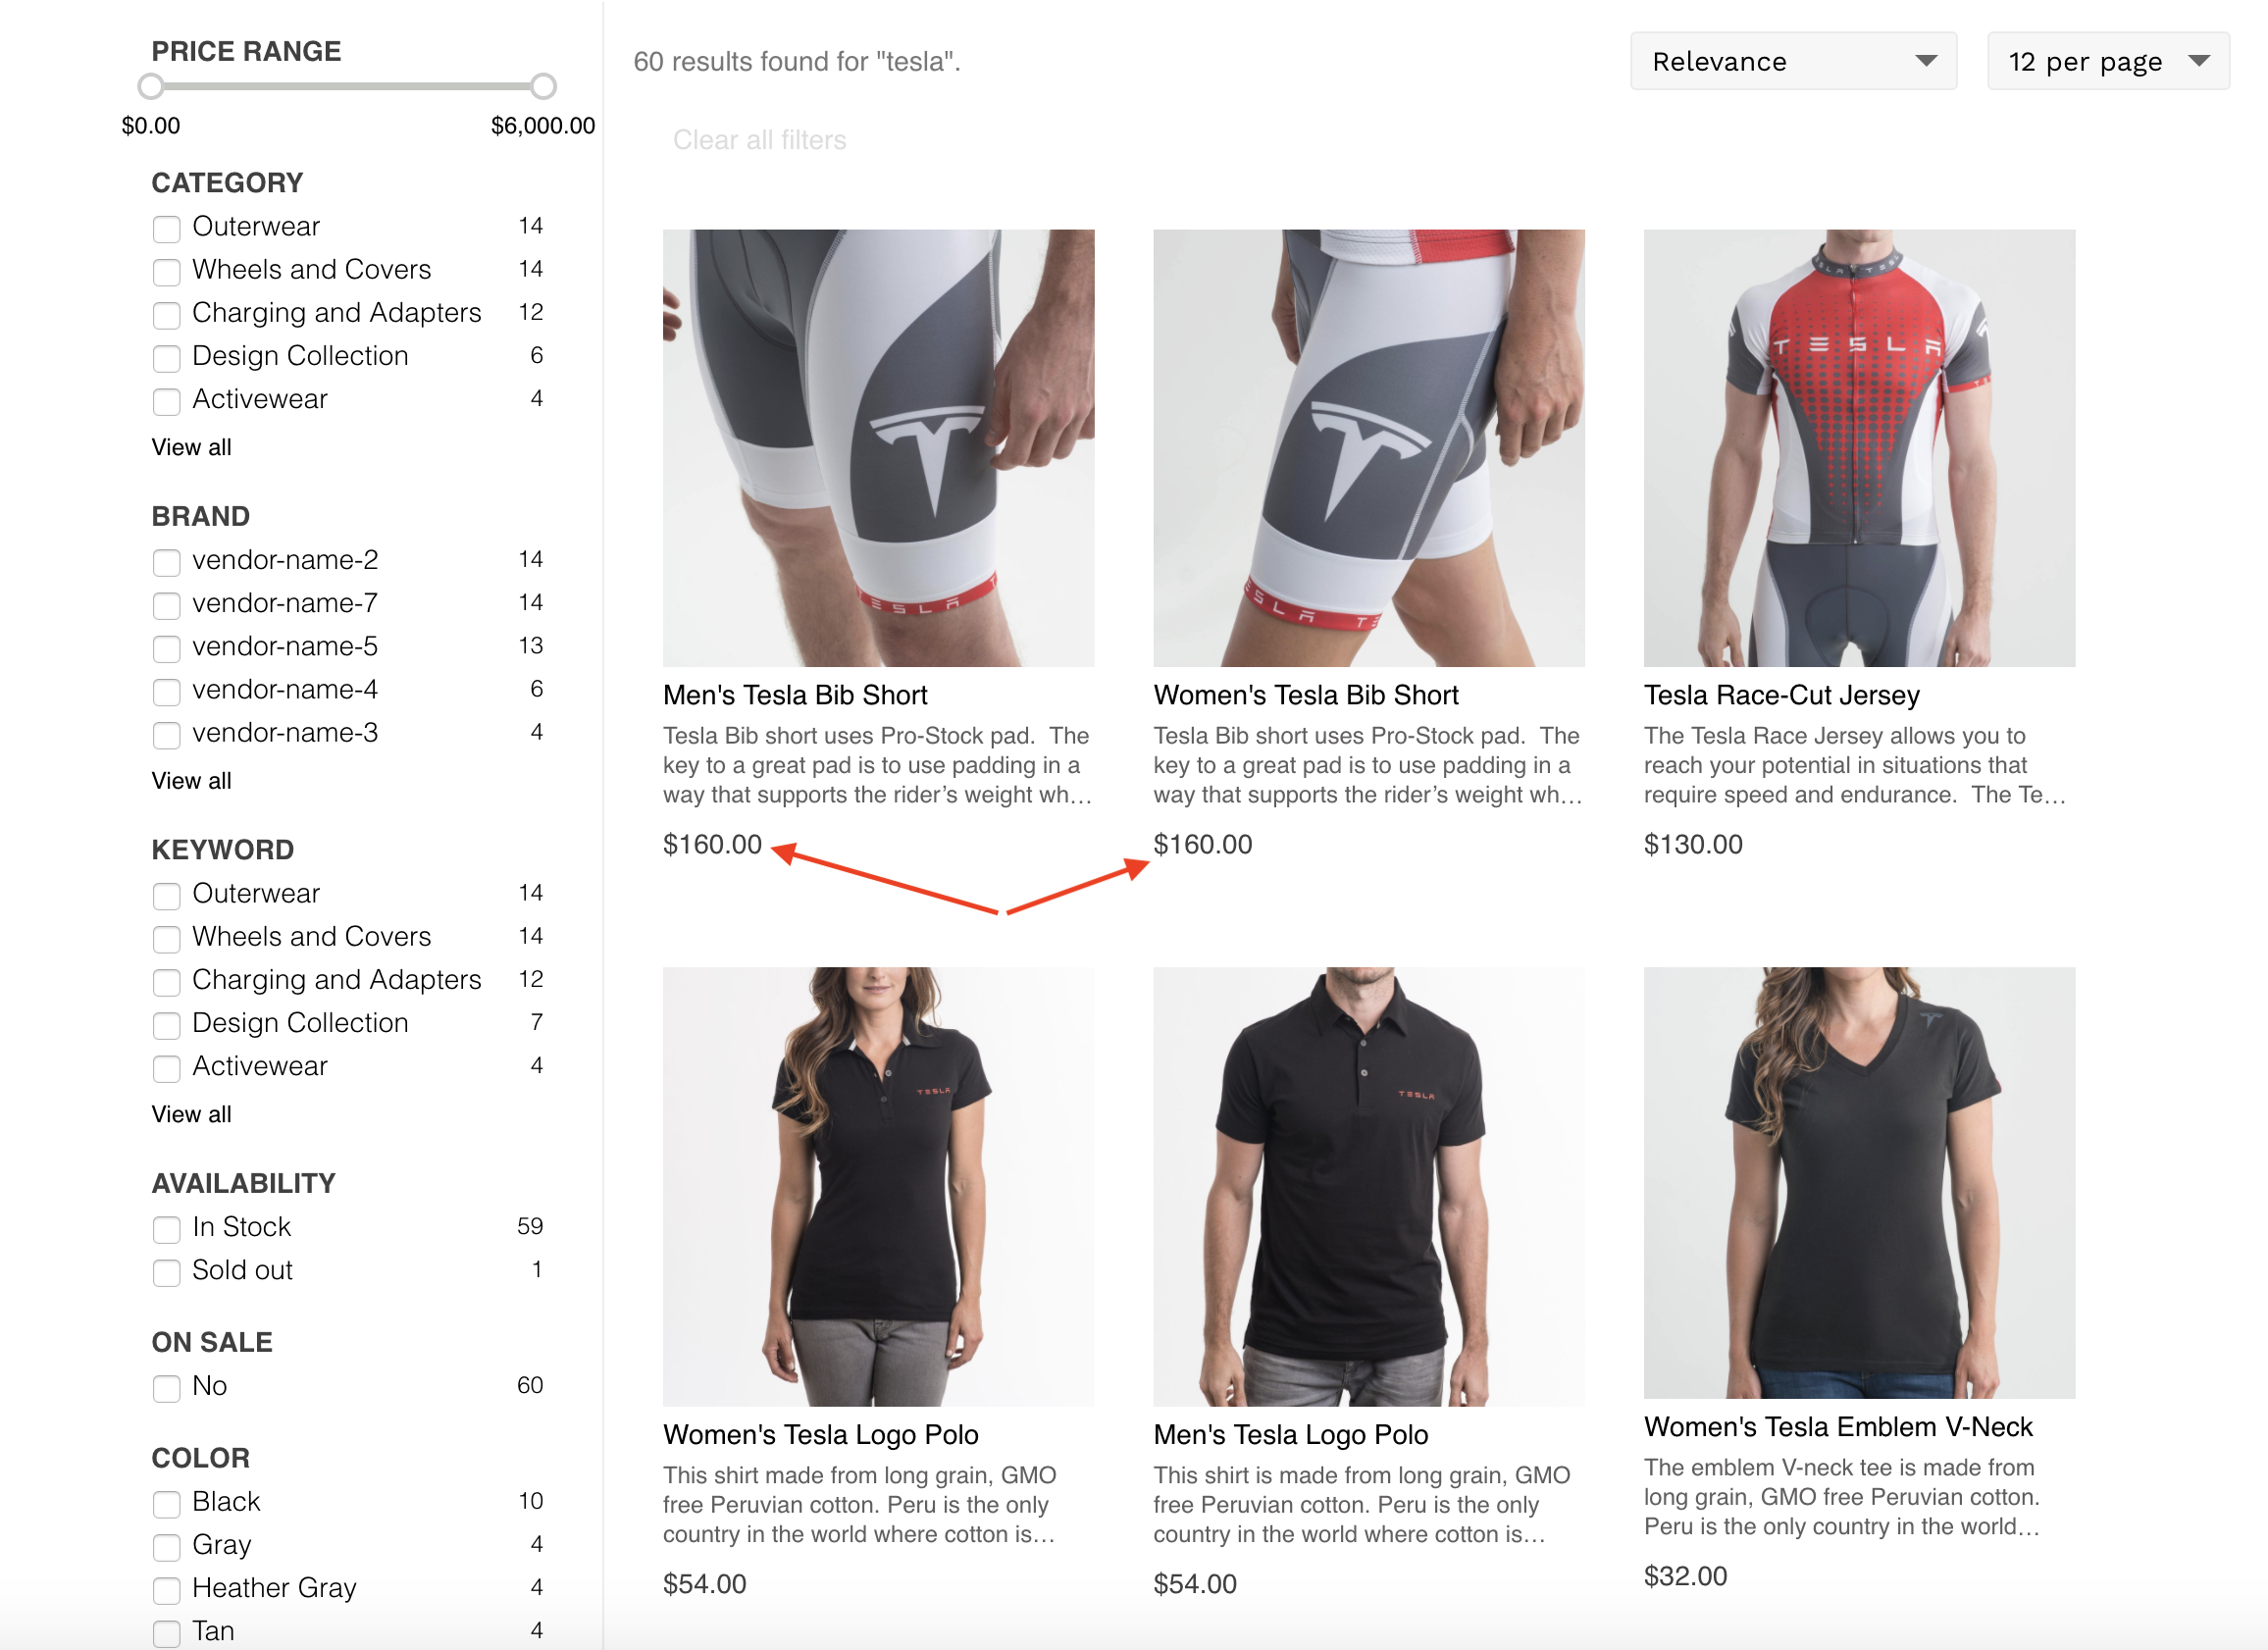 PRICE RANGE
$0.00 $6,000.00
CATEGORY
Outerwear 14
Wheels and Covers 14
Charging and Adapters 12
Design Collection 6
Activewear 4
View all
BRAND
vendor-name-2 14
vendor-name-7 14
vendor-name-5 13
vendor-name-4 6
vendor-name-3 4
View all
KEYWORD
Outerwear 14
Wheels and Covers 14
Charging and Adapters 12
Design Collection 7
Activewear 4
View all
AVAILABILITY
In Stock 59
Sold out 1
ON SALE
No 60
COLOR
Black 10
Gray 4
Heather Gray 4
Tan 4
60 results found for "tesla".
Relevance
12 per page
Clear all filters
TESLA
Men's Tesla Bib Short
Tesla Bib short uses Pro-Stock pad.  The
key to a great pad is to use padding in a
way that supports the rider’s weight wh...
$160.00
Women's Tesla Bib Short
Tesla Bib short uses Pro-Stock pad.  The
key to a great pad is to use padding in a
way that supports the rider’s weight wh...
$160.00
TESLA
Tesla Race-Cut Jersey
The Tesla Race Jersey allows you to
reach your potential in situations that
require speed and endurance.  The Te...
$130.00
TESLA
Women's Tesla Logo Polo
This shirt made from long grain, GMO
free Peruvian cotton. Peru is the only
country in the world where cotton is...
$54.00
TESLA
Men's Tesla Logo Polo
This shirt is made from long grain, GMO
free Peruvian cotton. Peru is the only
country in the world where cotton is...
$54.00
Women's Tesla Emblem V-Neck
The emblem V-neck tee is made from
long grain, GMO free Peruvian cotton.
Peru is the only country in the world...
$32.00